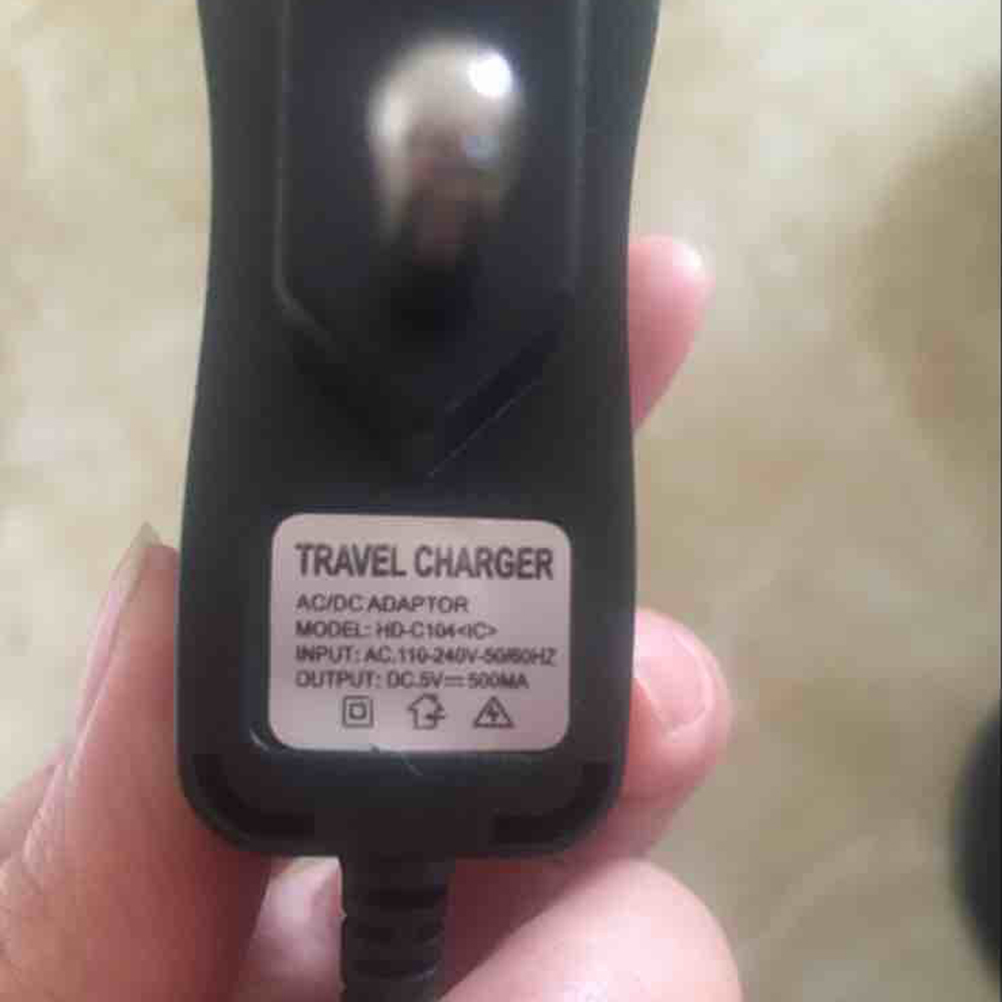 TRAVEL CHARGER
AC/DC ADAPTOR
MODEL: HD-C104<IC>
INPUT: AC.110-240V-50/60HZ
OUTPUT: DC.5V⎓500MA